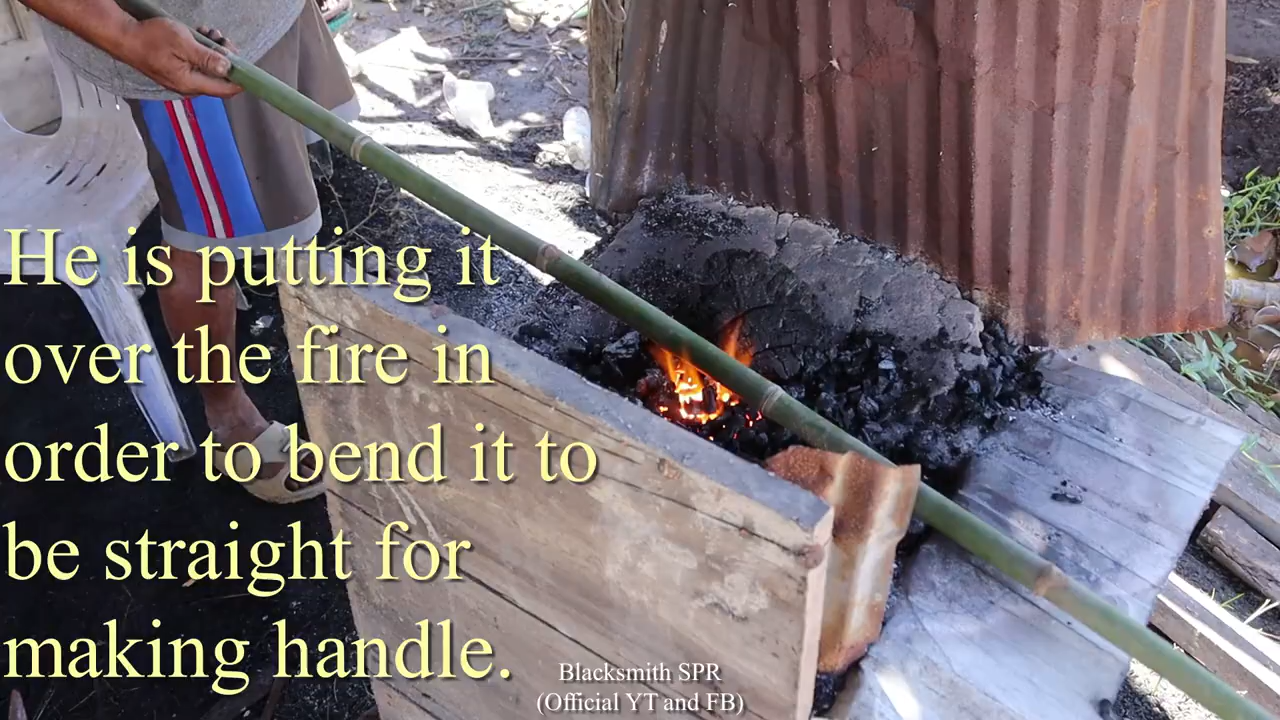 He is putting it
over the fire in
order to bend it to
be straight for
making handle.
Blacksmith SPR
(Official YT and FB)